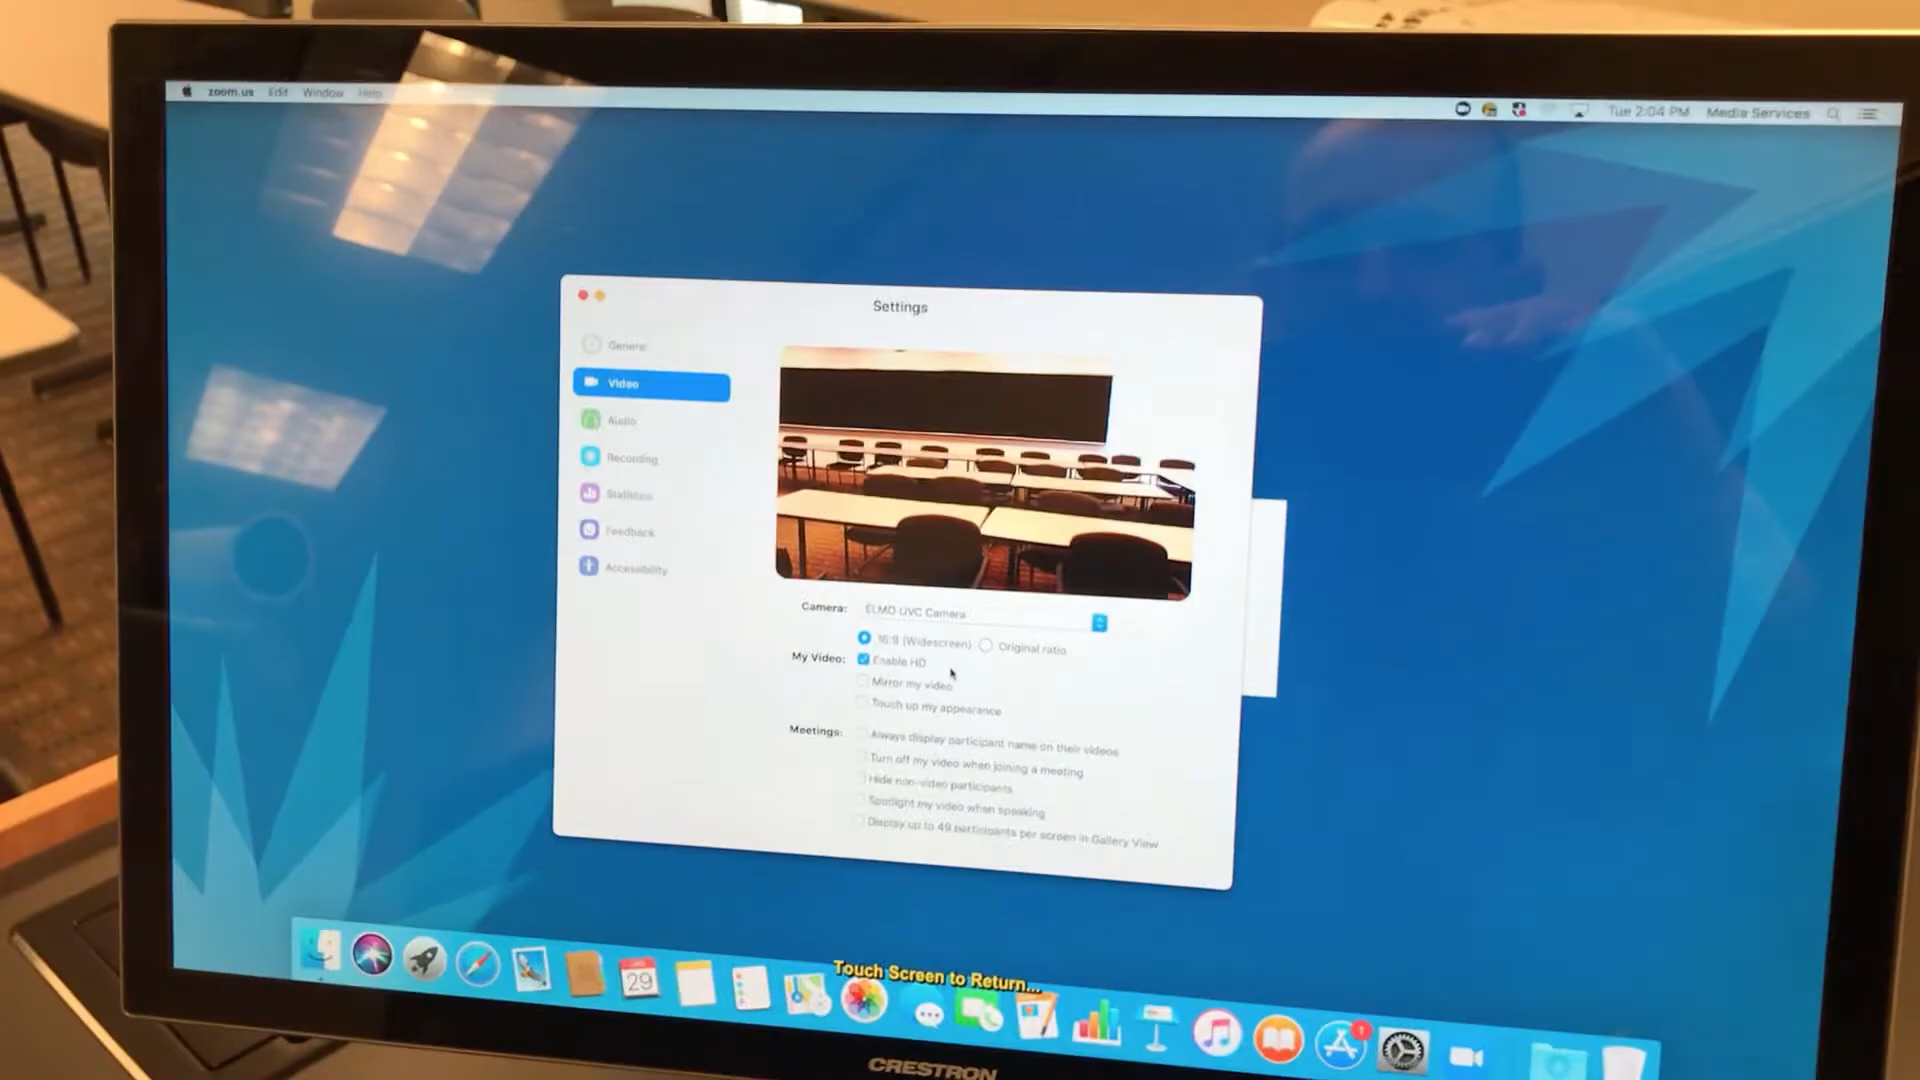 zoom.us Edit Window Help
Tue 2:04 PM Media Services
Settings
General
Video
Audio
Recording
Statistics
Feedback
Accessibility
Camera: ELMO UVC Camera
16:9 (Widescreen) Original ratio
My Video: Enable HD
Mirror my video
Touch up my appearance
Meetings: Always display participant name on their videos
Turn off my video when joining a meeting
Hide non-video participants
Spotlight my video when speaking
Display up to 49 participants per screen in Gallery View
29
Touch Screen to Return...
1
CRESTRON